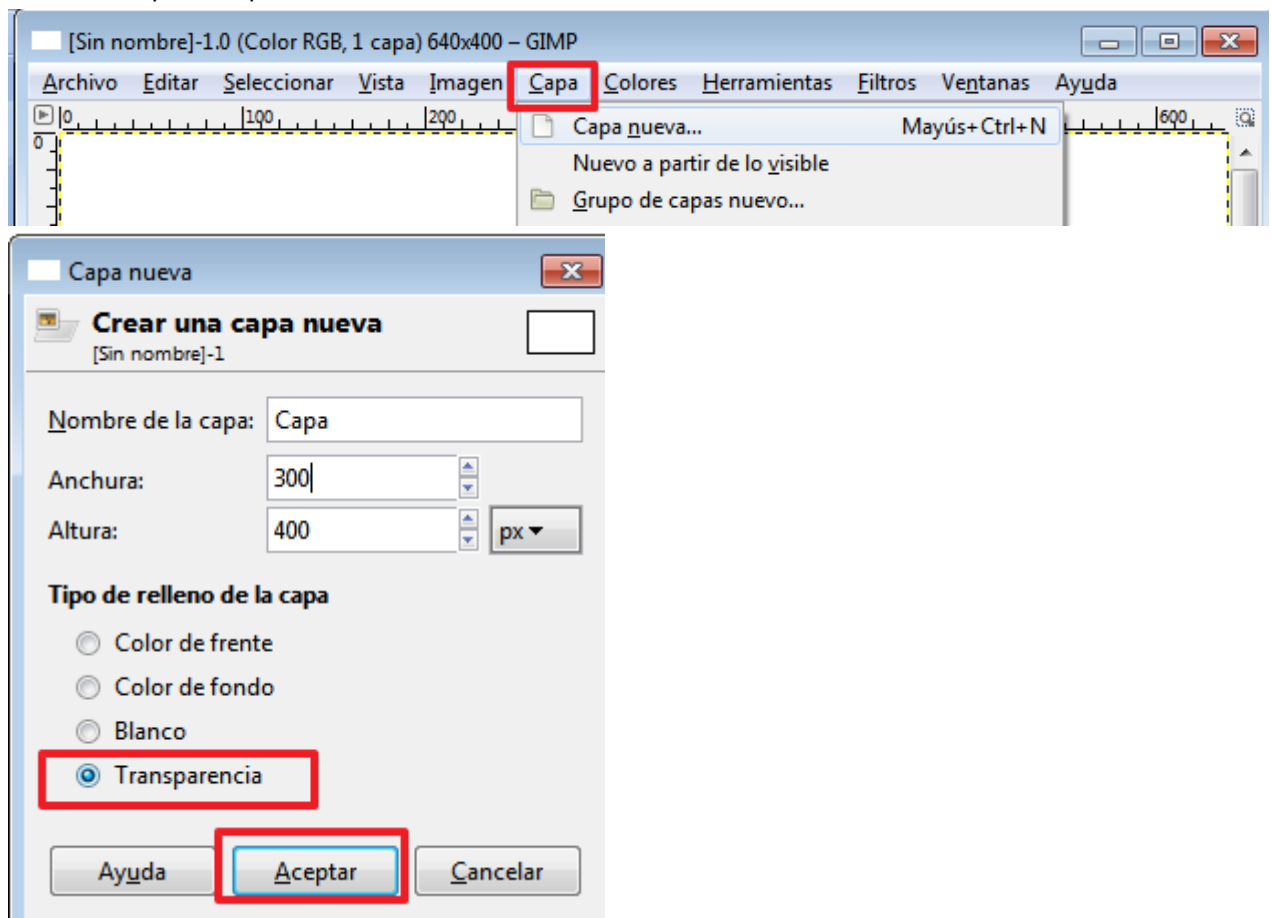 [Sin nombre]-1.0 (Color RGB, 1 capa) 640x400 – GIMP
Archivo Editar Seleccionar Vista Imagen Capa Colores Herramientas Filtros Ventanas Ayuda
0 100 200 600
0
Capa nueva... Mayús+Ctrl+N
Nuevo a partir de lo visible
Grupo de capas nuevo...
Capa nueva
Crear una capa nueva
[Sin nombre]-1
Nombre de la capa: Capa
Anchura: 300
Altura: 400 px
Tipo de relleno de la capa
Color de frente
Color de fondo
Blanco
Transparencia
Ayuda Aceptar Cancelar